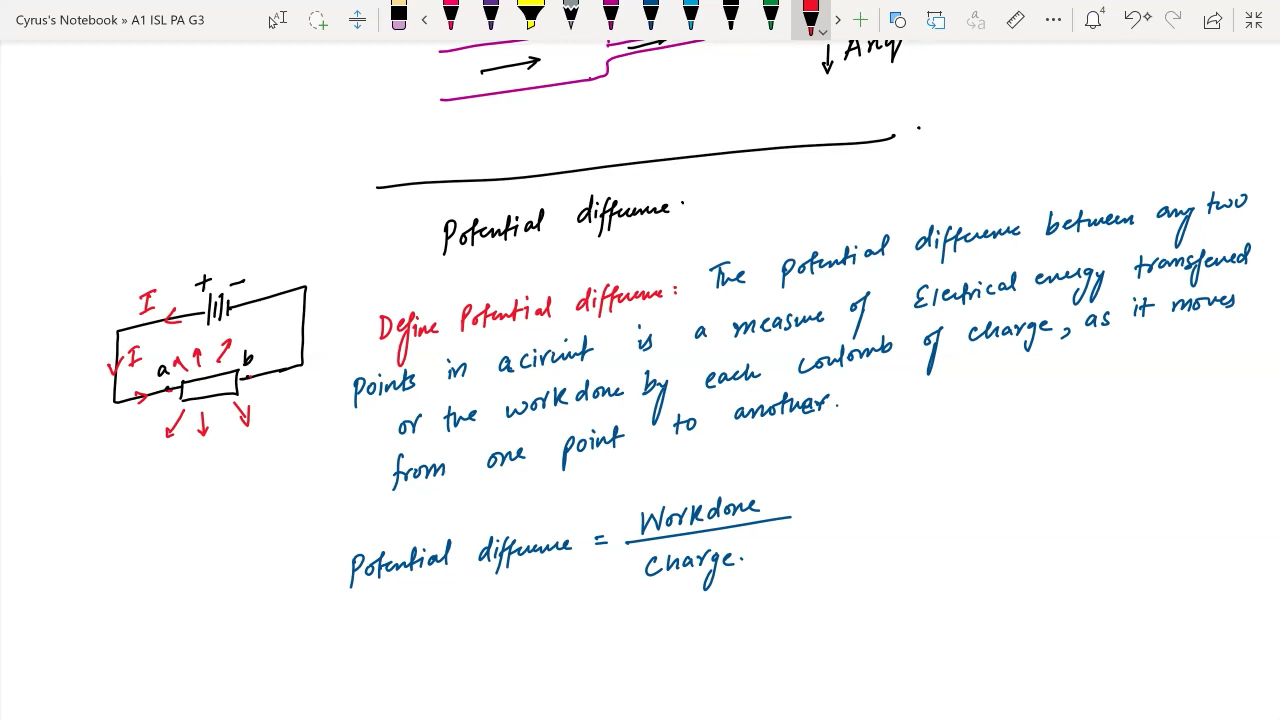 Cyrus's Notebook » A1 ISL PA G3
4
Any
Potential difference.
Define Potential difference: The potential difference between any two
points in a circuit is a measure of Electrical energy transfered
or the work done by each coulomb of charge, as it moves
from one point to another.
+ -
I
I
a b
Potential difference = Workdone
Charge.